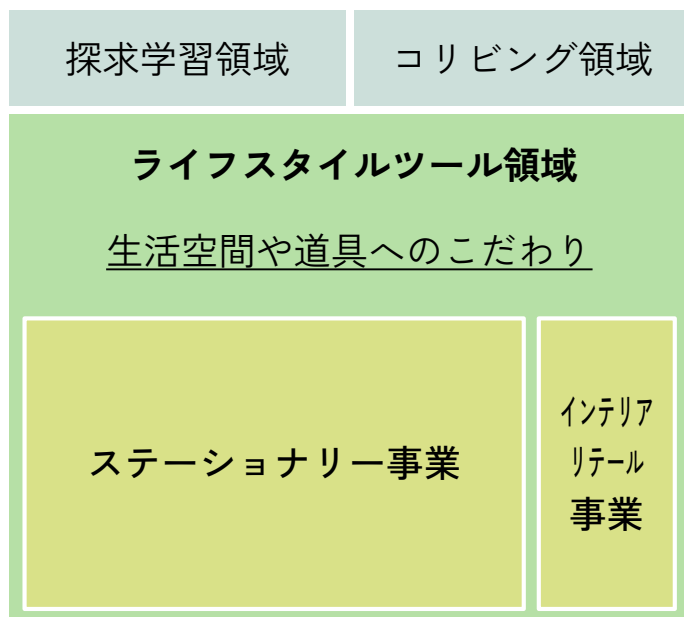 探求学習領域
コリビング領域
ライフスタイルツール領域
生活空間や道具へのこだわり
ステーショナリー事業
ｲﾝﾃﾘｱ
ﾘﾃｰﾙ
事業